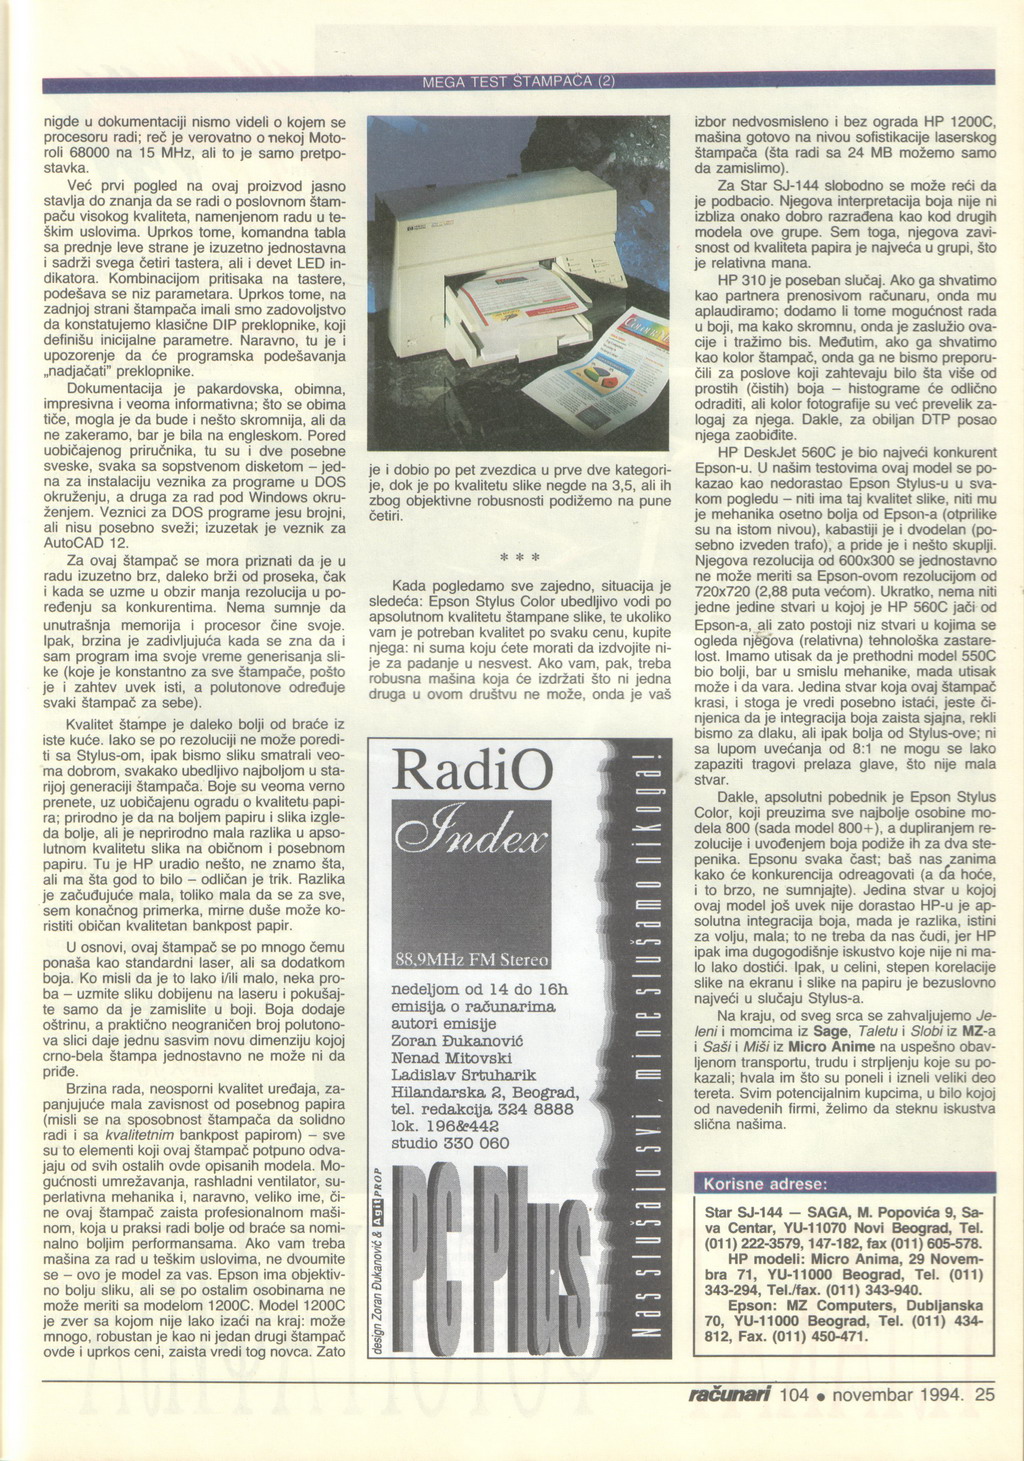 MEGA TEST ŠTAMPAČA (2)
nigde u dokumentaciji nismo videli o kojem se
procesoru radi; reč je verovatno o nekoj Moto-
roli 68000 na 15 MHz, ali to je samo pretpo-
stavka.
Već prvi pogled na ovaj proizvod jasno
stavlja do znanja da se radi o poslovnom štam-
paču visokog kvaliteta, namenjenom radu u te-
škim uslovima. Uprkos tome, komandna tabla
sa prednje leve strane je izuzetno jednostavna
i sadrži svega četiri tastera, ali i devet LED in-
dikatora. Kombinacijom pritisaka na tastere,
podešava se niz parametara. Uprkos tome, na
zadnjoj strani štampača imali smo zadovoljstvo
da konstatujemo klasične DIP preklopnike, koji
definišu inicijalne parametre. Naravno, tu je i
upozorenje da će programska podešavanja
„nadjačati” preklopnike.
Dokumentacija je pakardovska, obimna,
impresivna i veoma informativna; što se obima
tiče, mogla je da bude i nešto skromnija, ali da
ne zakeramo, bar je bila na engleskom. Pored
uobičajenog priručnika, tu su i dve posebne
sveske, svaka sa sopstvenom disketom – jed-
na za instalaciju veznika za programe u DOS
okruženju, a druga za rad pod Windows okru-
ženjem. Veznici za DOS programe jesu brojni,
ali nisu posebno sveži; izuzetak je veznik za
AutoCAD 12.
Za ovaj štampač se mora priznati da je u
radu izuzetno brz, daleko brži od proseka, čak
i kada se uzme u obzir manja rezolucija u po-
ređenju sa konkurentima. Nema sumnje da
unutrašnja memorija i procesor čine svoje.
Ipak, brzina je zadivljujuća kada se zna da i
sam program ima svoje vreme generisanja sli-
ke (koje je konstantno za sve štampače, pošto
je i zahtev uvek isti, a polutonove određuje
svaki štampač za sebe).
Kvalitet štampe je daleko bolji od braće iz
iste kuće. Iako se po rezoluciji ne može poredi-
ti sa Stylus-om, ipak bismo sliku smatrali veo-
ma dobrom, svakako ubedljivo najboljom u sta-
rijoj generaciji štampača. Boje su veoma verno
prenete, uz uobičajenu ogradu o kvalitetu papi-
ra; prirodno je da na boljem papiru i slika izgle-
da bolje, ali je neprirodno mala razlika u apso-
lutnom kvalitetu slika na običnom i posebnom
papiru. Tu je HP uradio nešto, ne znamo šta,
ali ma šta god to bilo – odličan je trik. Razlika
je začuđujuće mala, toliko mala da se za sve,
sem konačnog primerka, mirne duše može ko-
ristiti običan kvalitetan bankpost papir.
U osnovi, ovaj štampač se po mnogo čemu
ponaša kao standardni laser, ali sa dodatkom
boja. Ko misli da je to lako i/ili malo, neka pro-
ba – uzmite sliku dobijenu na laseru i pokušaj-
te samo da je zamislite u boji. Boja dodaje
oštrinu, a praktično neograničen broj polutono-
va slici daje jednu sasvim novu dimenziju kojoj
crno-bela štampa jednostavno ne može ni da
priđe.
Brzina rada, neosporni kvalitet uređaja, za-
panjujuće mala zavisnost od posebnog papira
(misli se na sposobnost štampača da solidno
radi i sa kvalitetnim bankpost papirom) – sve
su to elementi koji ovaj štampač potpuno odva-
jaju od svih ostalih ovde opisanih modela. Mo-
gućnosti umrežavanja, rashladni ventilator, su-
perlativna mehanika i, naravno, veliko ime, či-
ne ovaj štampač zaista profesionalnom maši-
nom, koja u praksi radi bolje od braće sa nomi-
nalno boljim performansama. Ako vam treba
mašina za rad u teškim uslovima, ne dvoumite
se – ovo je model za vas. Epson ima objektiv-
no bolju sliku, ali se po ostalim osobinama ne
može meriti sa modelom 1200C. Model 1200C
je zver sa kojom nije lako izaći na kraj: može
mnogo, robustan je kao ni jedan drugi štampač
ovde i uprkos ceni, zaista vredi tog novca. Zato
je i dobio po pet zvezdica u prve dve kategori-
je, dok je po kvalitetu slike negde na 3,5, ali ih
zbog objektivne robusnosti podižemo na pune
četiri.
* * *
Kada pogledamo sve zajedno, situacija je
sledeća: Epson Stylus Color ubedljivo vodi po
apsolutnom kvalitetu štampane slike, te ukoliko
vam je potreban kvalitet po svaku cenu, kupite
njega: ni suma koju ćete morati da izdvojite ni-
je za padanje u nesvest. Ako vam, pak, treba
robusna mašina koja će izdržati što ni jedna
druga u ovom društvu ne može, onda je vaš
RadiO
Index
88,9MHz FM Stereo
nedeljom od 14 do 16h
emisija o računarima
autori emisije
Zoran Đukanović
Nenad Mitovski
Ladislav Srtuharik
Hilandarska 2, Beograd,
tel. redakcija 324 8888
lok. 196&442
studio 330 060
PC Plus
design Zoran Đukanović & Agit PROP
Nas slušaju svi, mi ne slušamo nikoga!
izbor nedvosmisleno i bez ograda HP 1200C,
mašina gotovo na nivou sofistikacije laserskog
štampača (šta radi sa 24 MB možemo samo
da zamislimo).
Za Star SJ-144 slobodno se može reći da
je podbacio. Njegova interpretacija boja nije ni
izbliza onako dobro razrađena kao kod drugih
modela ove grupe. Sem toga, njegova zavi-
snost od kvaliteta papira je najveća u grupi, što
je relativna mana.
HP 310 je poseban slučaj. Ako ga shvatimo
kao partnera prenosivom računaru, onda mu
aplaudiramo; dodamo li tome mogućnost rada
u boji, ma kako skromnu, onda je zaslužio ova-
cije i tražimo bis. Međutim, ako ga shvatimo
kao kolor štampač, onda ga ne bismo preporu-
čili za poslove koji zahtevaju bilo šta više od
prostih (čistih) boja – histograme će odlično
odraditi, ali kolor fotografije su već prevelik za-
logaj za njega. Dakle, za obiljan DTP posao
njega zaobiđite.
HP DeskJet 560C je bio najveći konkurent
Epson-u. U našim testovima ovaj model se po-
kazao kao nedorastao Epson Stylus-u u sva-
kom pogledu – niti ima taj kvalitet slike, niti mu
je mehanika osetno bolja od Epson-a (otprilike
su na istom nivou), kabastiji je i dvodelan (po-
sebno izveden trafo), a pride je i nešto skuplji.
Njegova rezolucija od 600x300 se jednostavno
ne može meriti sa Epson-ovom rezolucijom od
720x720 (2,88 puta većom). Ukratko, nema niti
jedne jedine stvari u kojoj je HP 560C jači od
Epson-a, ali zato postoji niz stvari u kojima se
ogleda njegova (relativna) tehnološka zastare-
lost. Imamo utisak da je prethodni model 550C
bio bolji, bar u smislu mehanike, mada utisak
može i da vara. Jedina stvar koja ovaj štampač
krasi, i stoga je vredi posebno istaći, jeste či-
njenica da je integracija boja zaista sjajna, rekli
bismo za dlaku, ali ipak bolja od Stylus-ove; ni
sa lupom uvećanja od 8:1 ne mogu se lako
zapaziti tragovi prelaza glave, što nije mala
stvar.
Dakle, apsolutni pobednik je Epson Stylus
Color, koji preuzima sve najbolje osobine mo-
dela 800 (sada model 800+), a dupliranjem re-
zolucije i uvođenjem boja podiže ih za dva ste-
penika. Epsonu svaka čast; baš nas zanima
kako će konkurencija odreagovati (a da hoće,
i to brzo, ne sumnjajte). Jedina stvar u kojoj
ovaj model još uvek nije dorastao HP-u je ap-
solutna integracija boja, mada je razlika, istini
za volju, mala; to ne treba da nas čudi, jer HP
ipak ima dugogodišnje iskustvo koje nije ni ma-
lo lako dostići. Ipak, u celini, stepen korelacije
slike na ekranu i slike na papiru je bezuslovno
najveći u slučaju Stylus-a.
Na kraju, od sveg srca se zahvaljujemo Je-
leni i momcima iz Sage, Taletu i Slobi iz MZ-a
i Saši i Miši iz Micro Anime na uspešno obav-
ljenom transportu, trudu i strpljenju koje su po-
kazali; hvala im što su poneli i izneli veliki deo
tereta. Svim potencijalnim kupcima, u bilo kojoj
od navedenih firmi, želimo da steknu iskustva
slična našima.
Korisne adrese:
Star SJ-144 — SAGA, M. Popovića 9, Sa-
va Centar, YU-11070 Novi Beograd, Tel.
(011) 222-3579, 147-182, fax (011) 605-578.
HP modeli: Micro Anima, 29 Novem-
bra 71, YU-11000 Beograd, Tel. (011)
343-294, Tel./fax. (011) 343-940.
Epson: MZ Computers, Dubljanska
70, YU-11000 Beograd, Tel. (011) 434-
812, Fax. (011) 450-471.
računari 104 • novembar 1994. 25